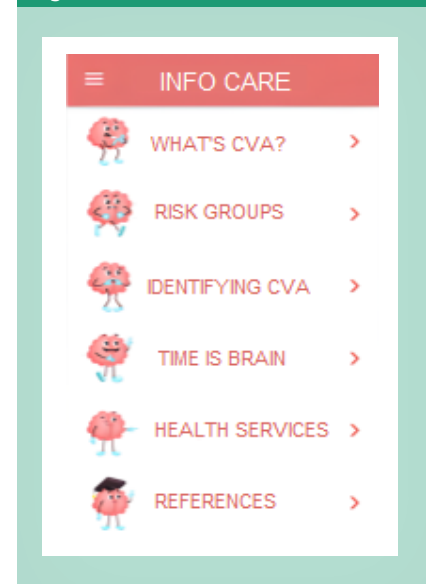 INFO CARE
WHAT'S CVA?
RISK GROUPS
IDENTIFYING CVA
TIME IS BRAIN
HEALTH SERVICES
REFERENCES